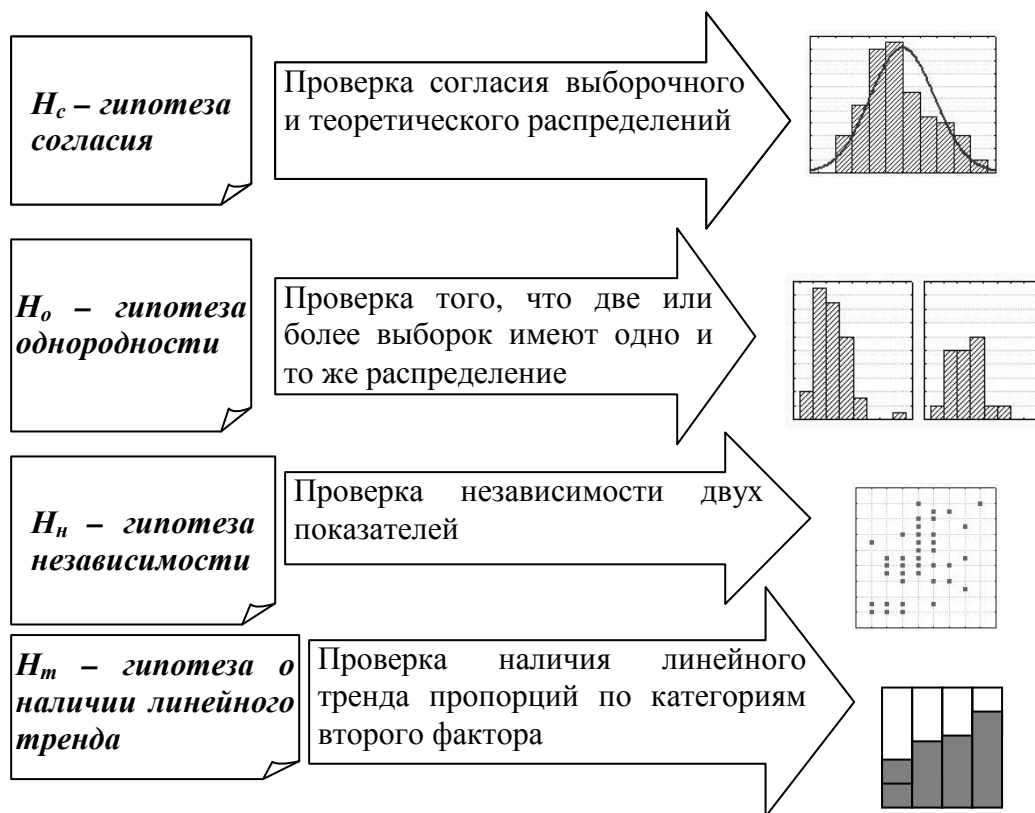 Hс – гипотеза
согласия
Проверка согласия выборочного
и теоретического распределений
Hо – гипотеза
однородности
Проверка того, что две или
более выборок имеют одно и
то же распределение
Hн – гипотеза
независимости
Проверка независимости двух
показателей
Hт – гипотеза о
наличии линейного
тренда
Проверка наличия линейного
тренда пропорций по категориям
второго фактора